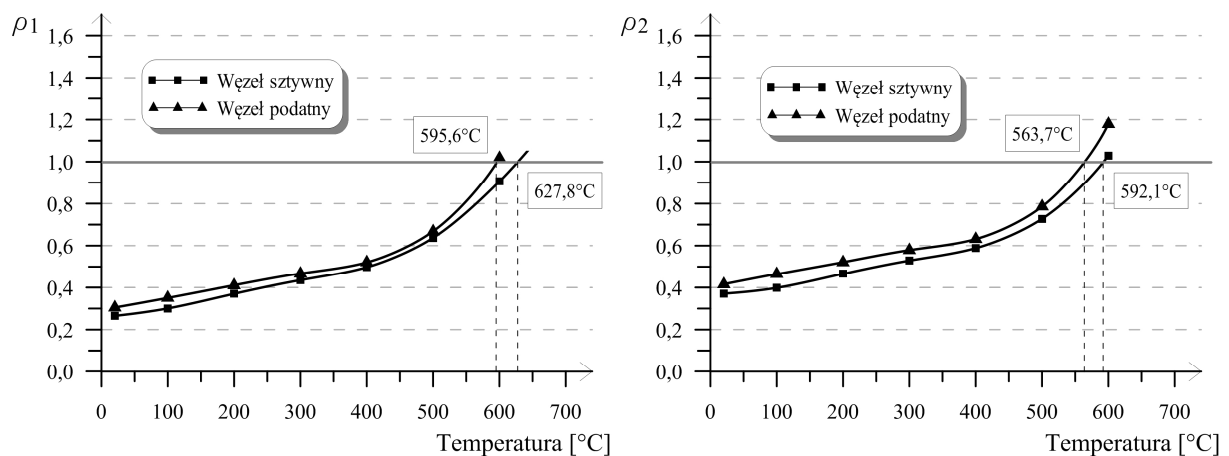 ρ1
1,6
1,4
1,2
1,0
0,8
0,6
0,4
0,2
0,0
Węzeł sztywny
Węzeł podatny
595,6°C
627,8°C
0 100 200 300 400 500 600 700
Temperatura [°C]
ρ2
1,6
1,4
1,2
1,0
0,8
0,6
0,4
0,2
0,0
Węzeł sztywny
Węzeł podatny
563,7°C
592,1°C
0 100 200 300 400 500 600 700
Temperatura [°C]